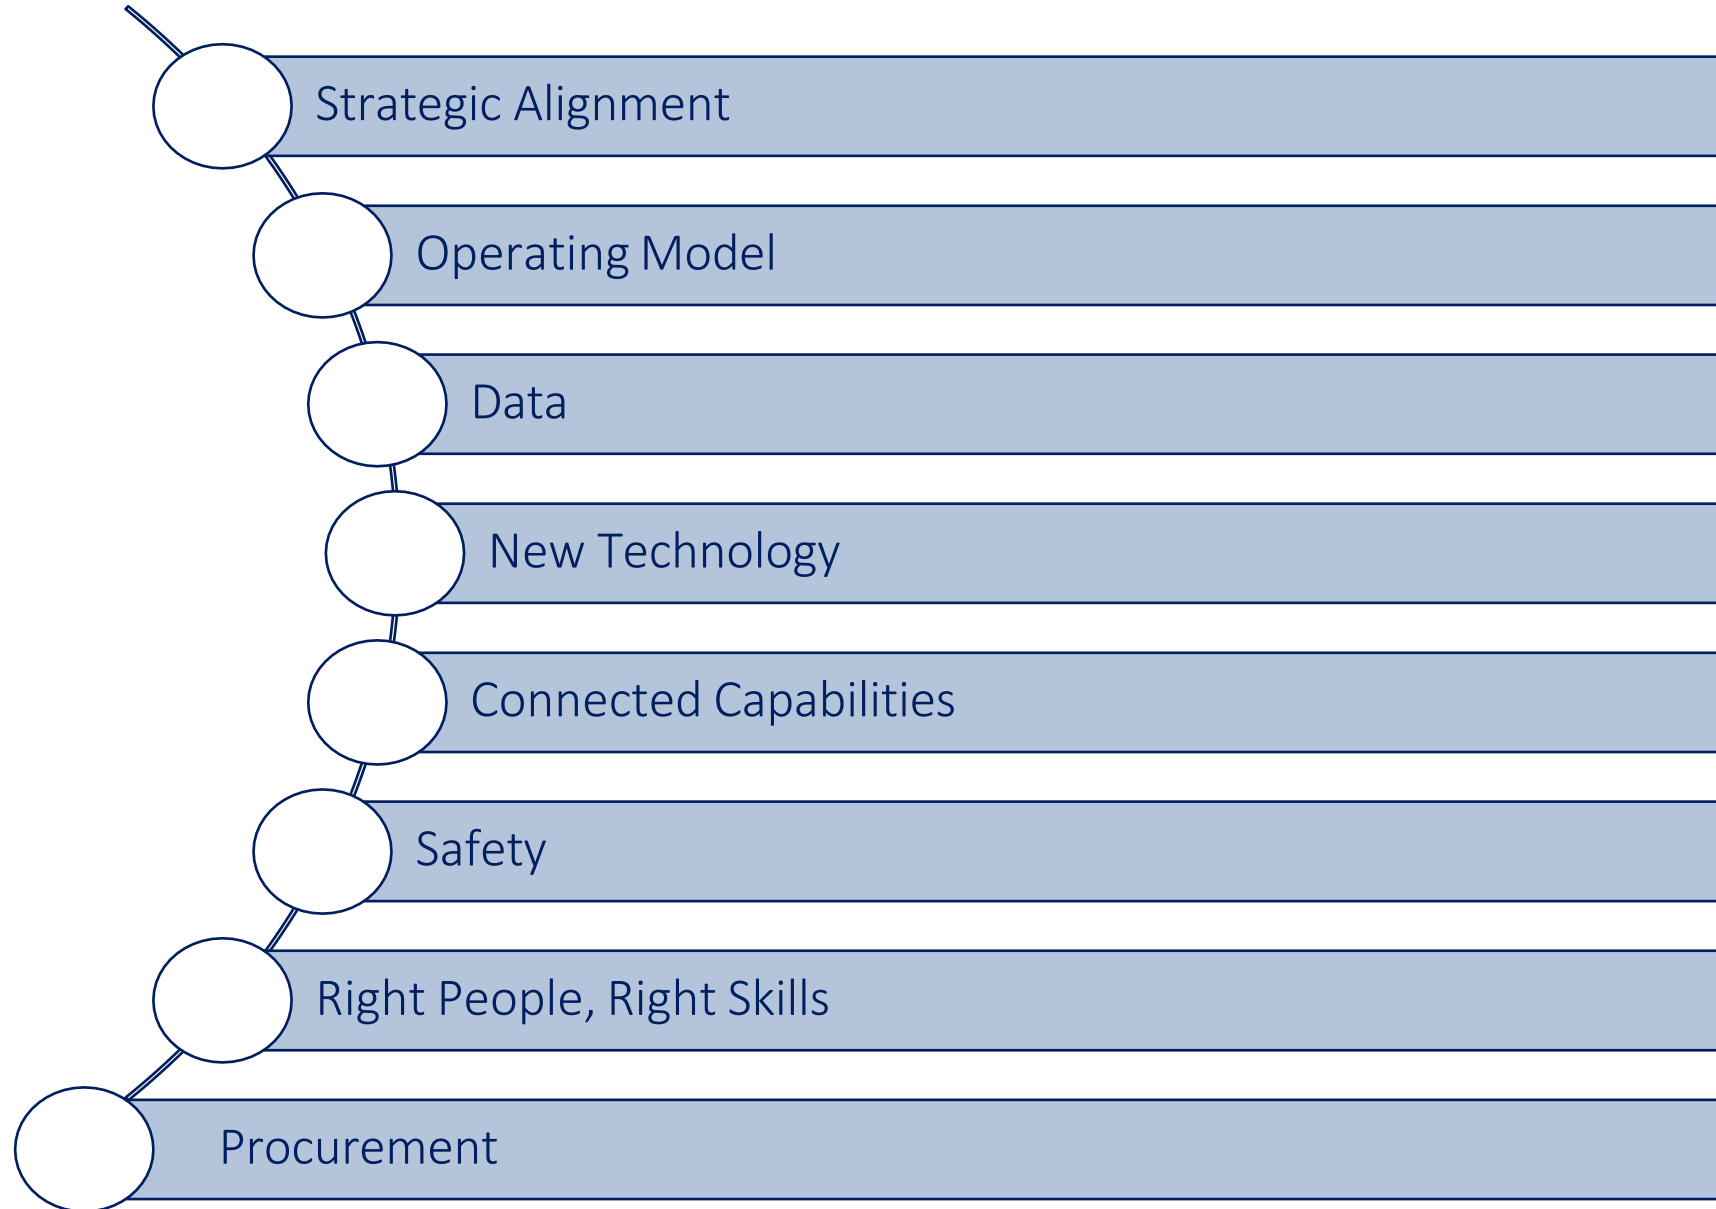 Strategic Alignment
Operating Model
Data
New Technology
Connected Capabilities
Safety
Right People, Right Skills
Procurement